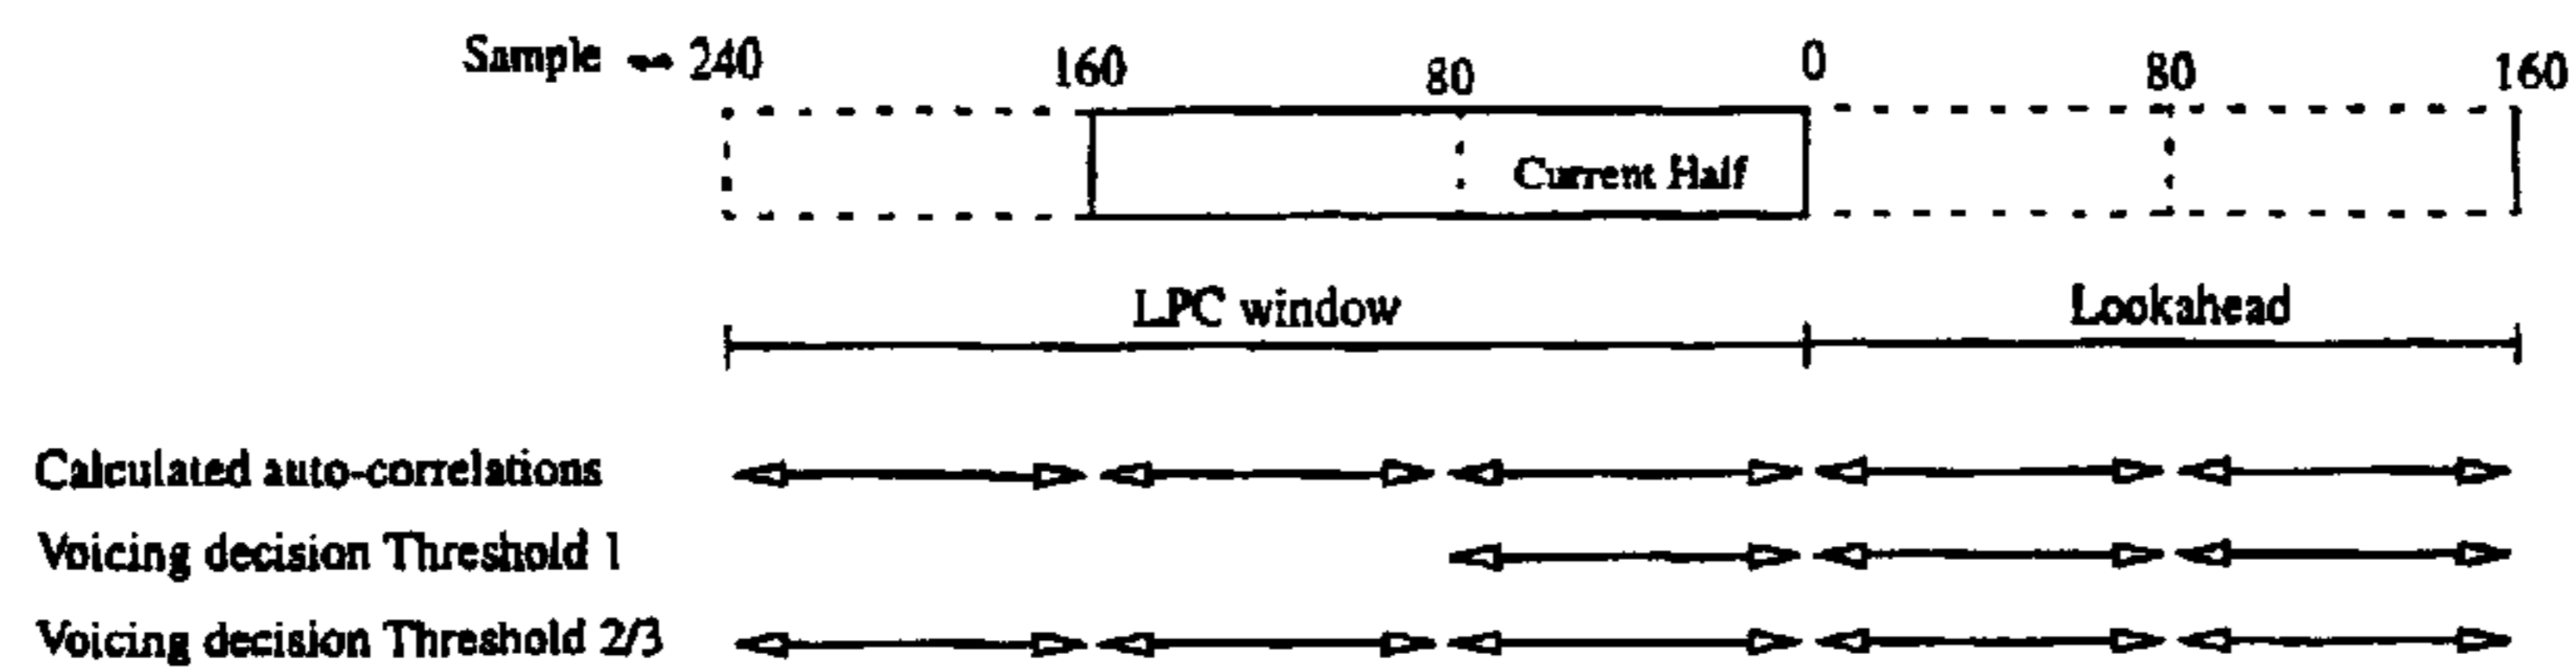 Sample 240 160 80 0 80 160
Current Half
LPC window Lookahead
Calculated auto-correlations
Voicing decision Threshold 1
Voicing decision Threshold 2/3